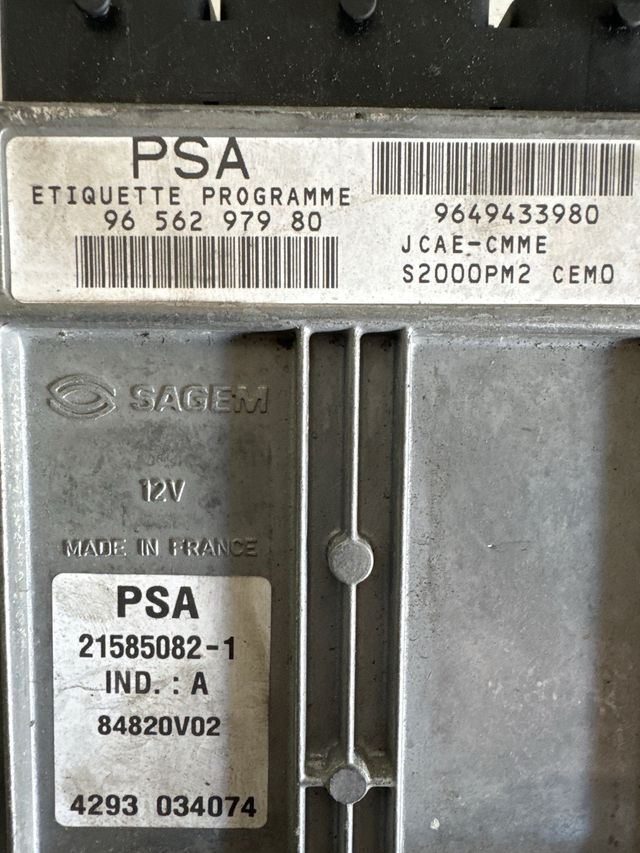 PSA
ETIQUETTE PROGRAMME
96 562 979 80
9649433980
JCAE-CMME
S2000PM2 CEMO
SAGEM
12V
MADE IN FRANCE
PSA
21585082-1
IND. : A
84820V02
4293 034074